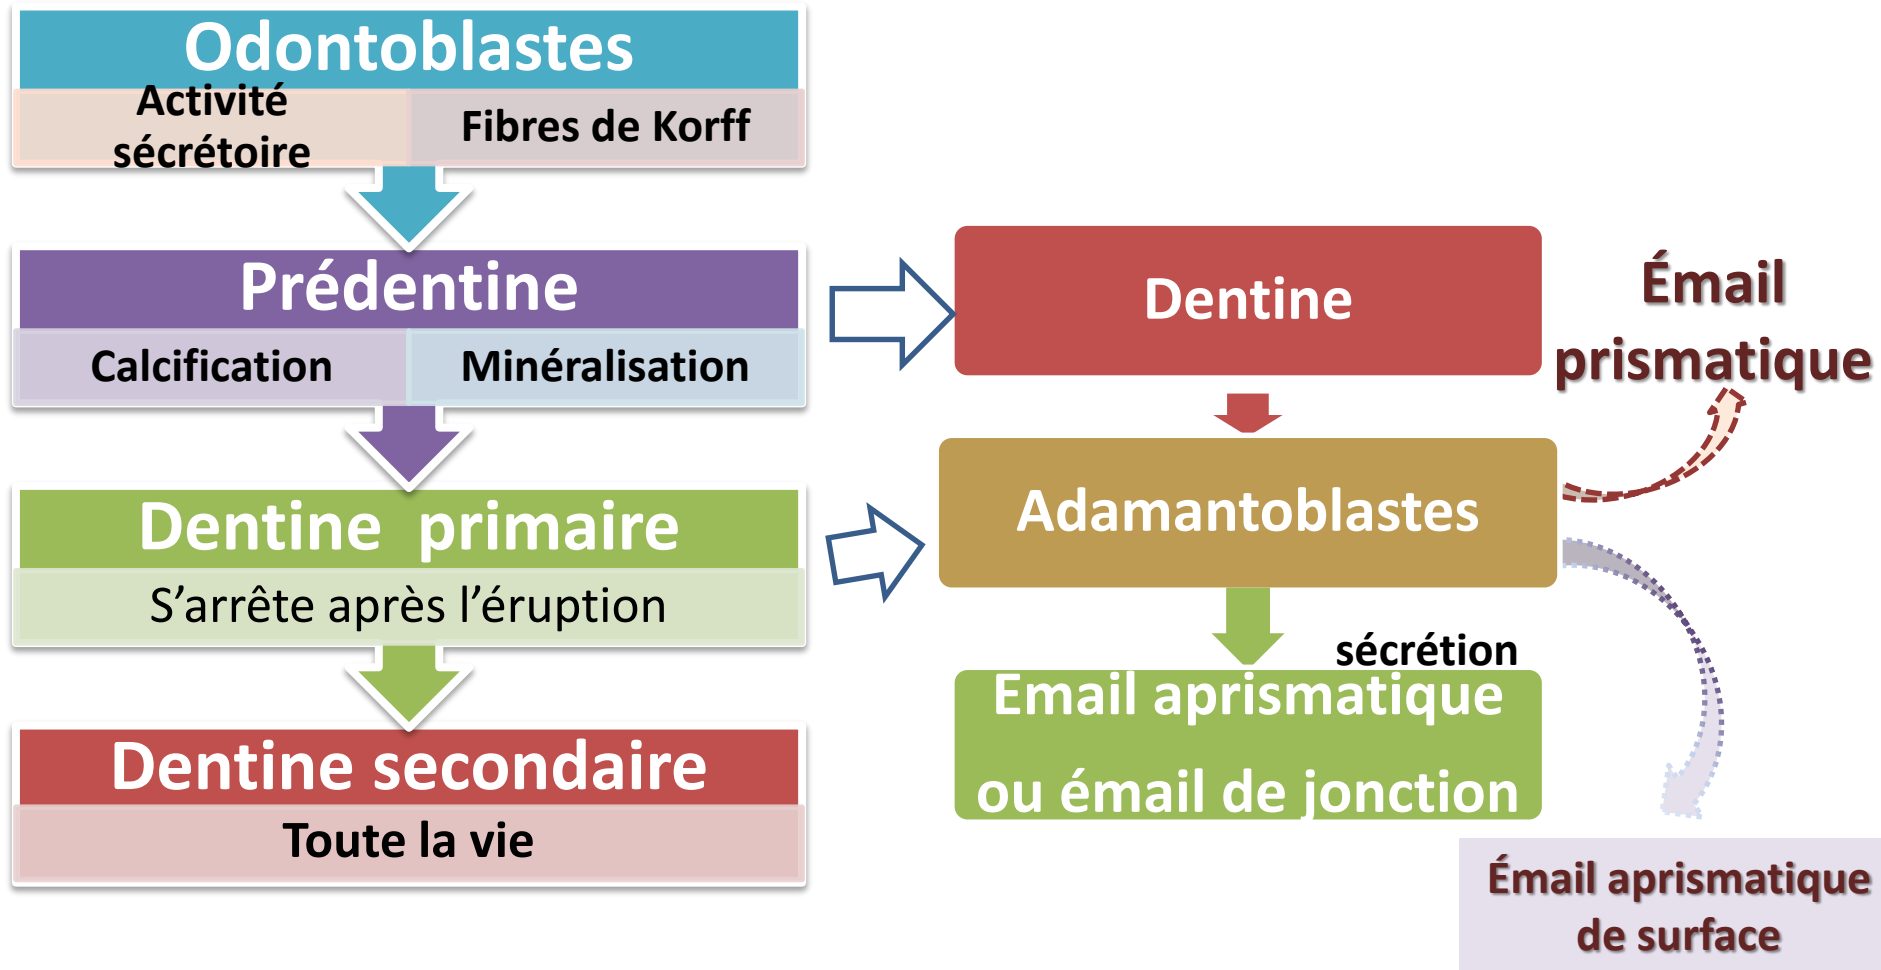 Odontoblastes
Activité
sécrétoire
Fibres de Korff
Prédentine
Calcification
Minéralisation
Dentine primaire
S’arrête après l’éruption
Dentine secondaire
Toute la vie
Dentine
Adamantoblastes
sécrétion
Email aprismatique
ou émail de jonction
Émail
prismatique
Émail aprismatique
de surface